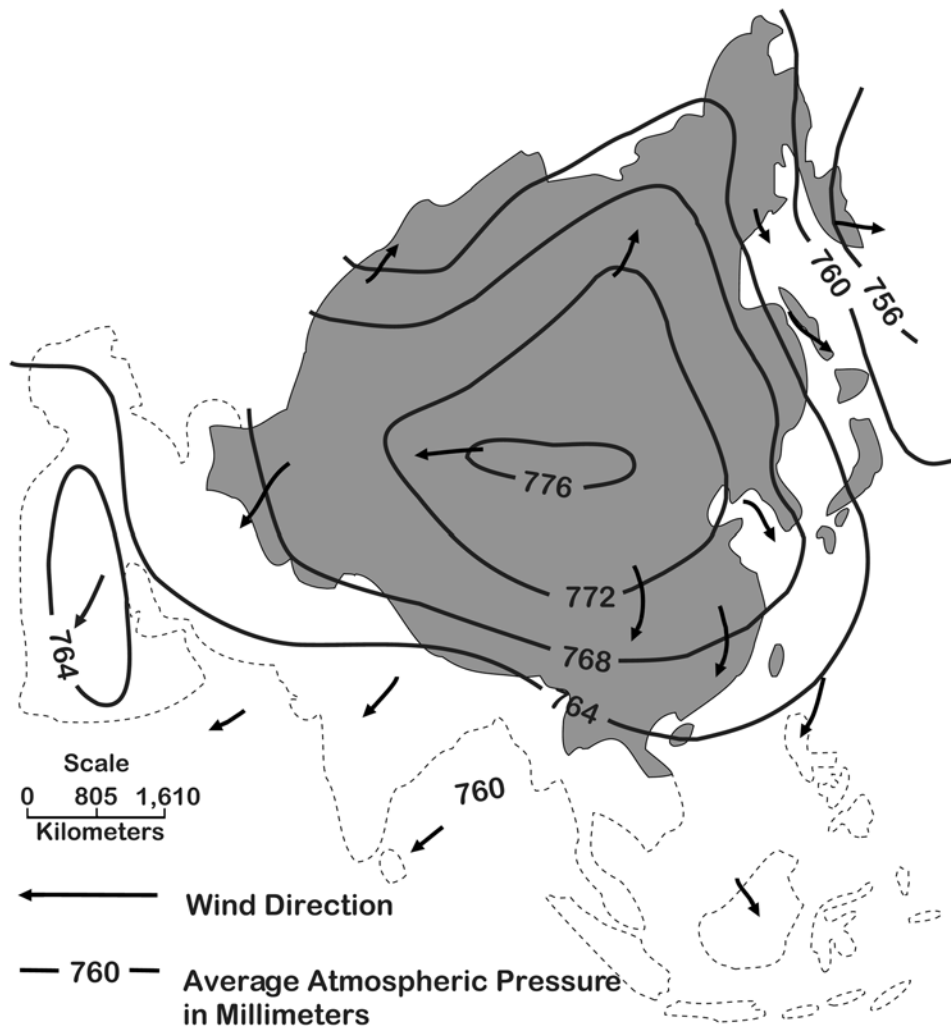 760
756
776
772
768
764
764
760
Scale
0 805 1,610
Kilometers
Wind Direction
760
Average Atmospheric Pressure
in Millimeters